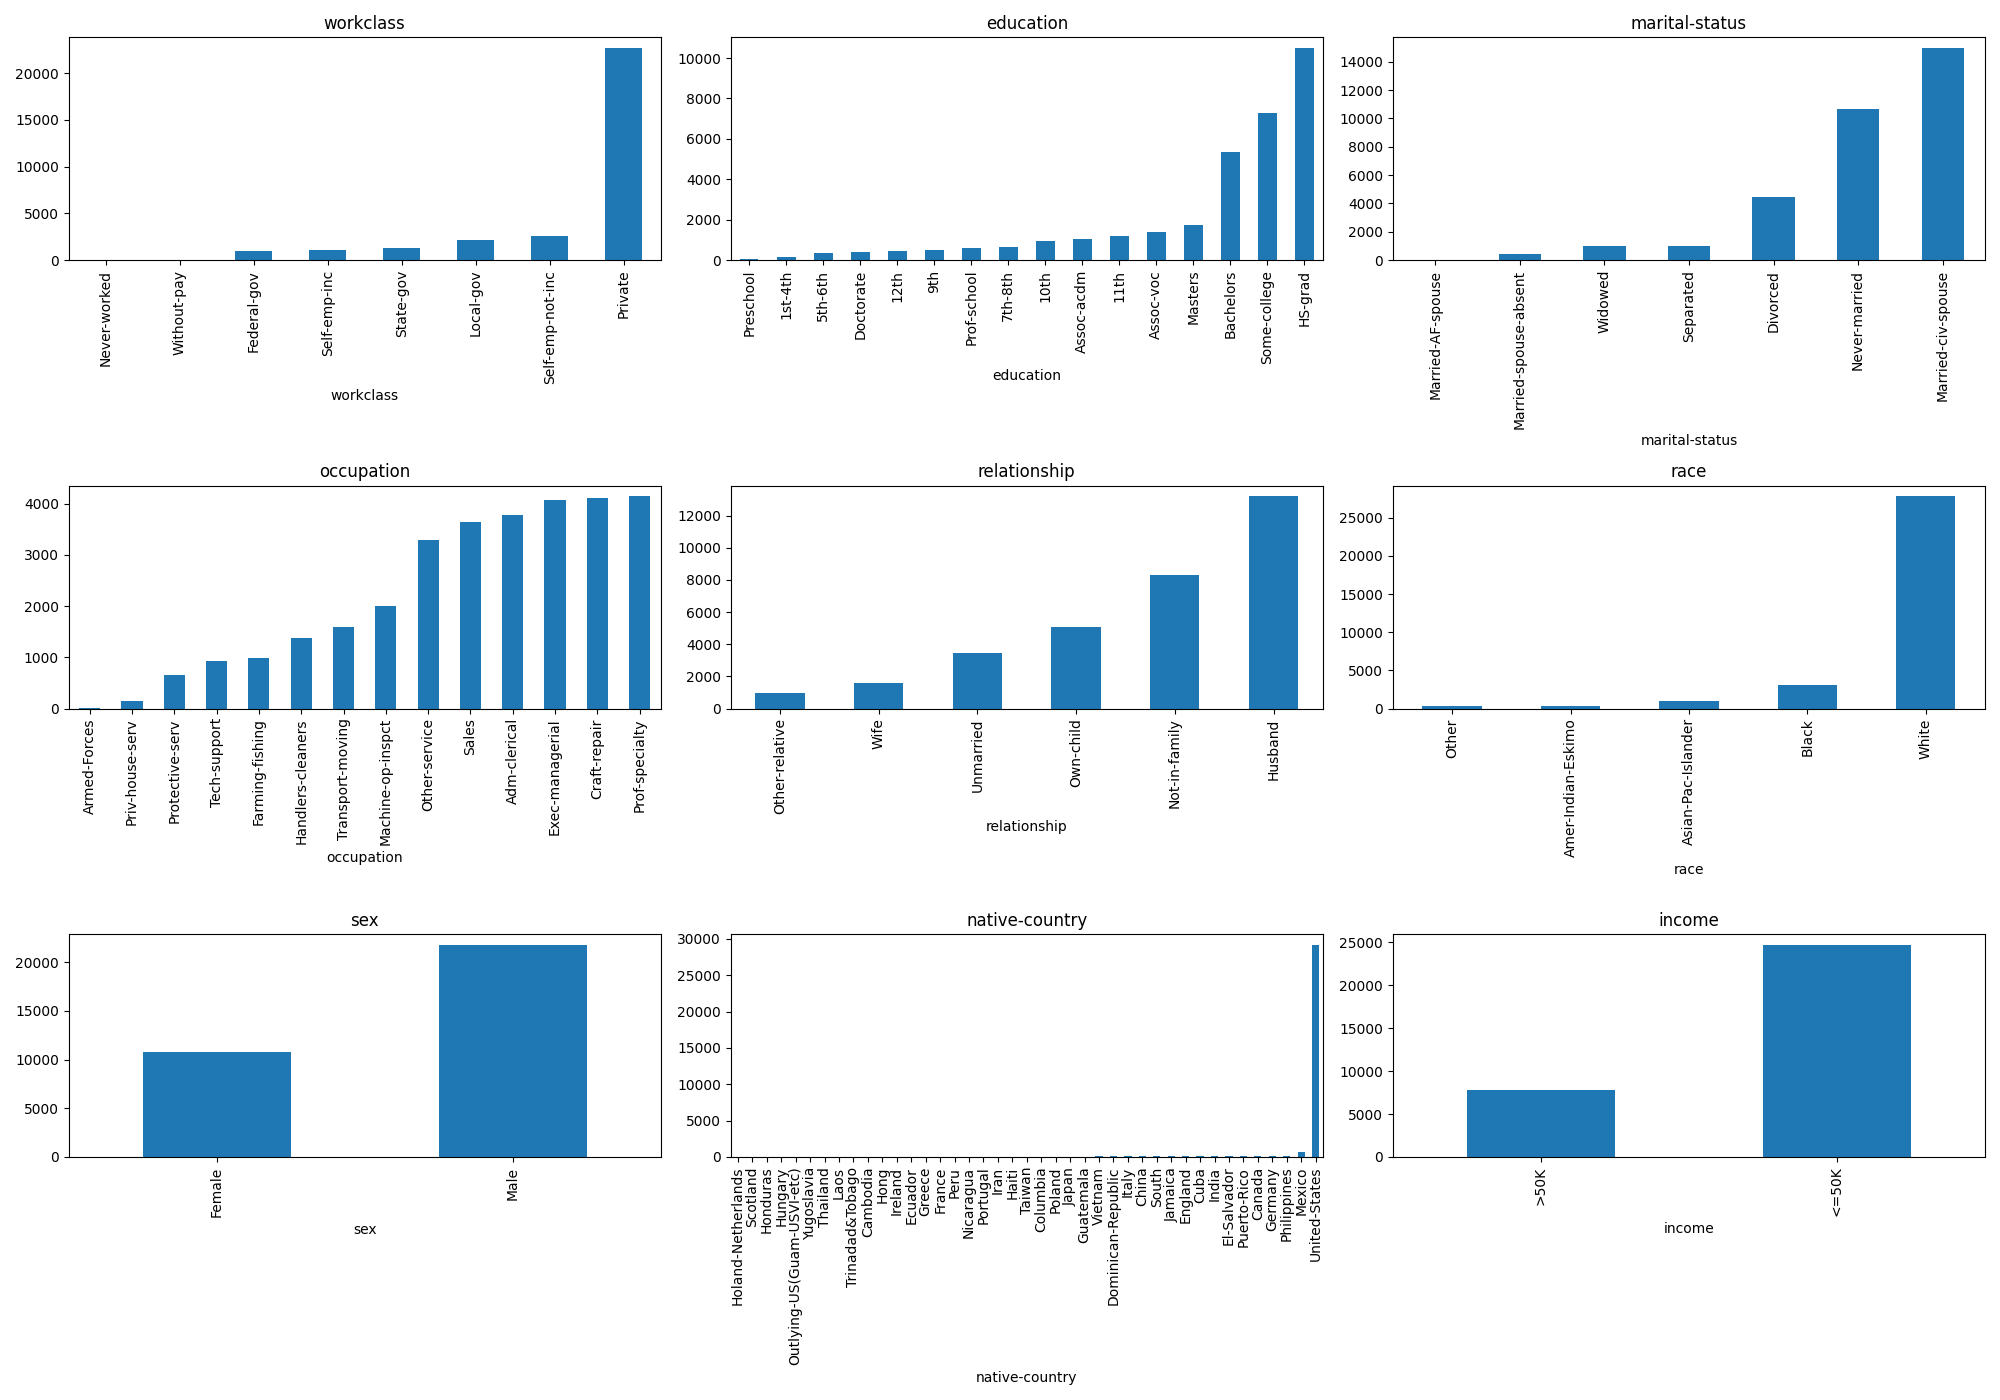 workclass
20000
15000
10000
5000
0
Never-worked
Without-pay
Federal-gov
Self-emp-inc
State-gov
Local-gov
Self-emp-not-inc
Private
workclass
education
10000
8000
6000
4000
2000
0
Preschool
1st-4th
5th-6th
Doctorate
12th
9th
Prof-school
7th-8th
10th
Assoc-acdm
11th
Assoc-voc
Masters
Bachelors
Some-college
HS-grad
education
marital-status
14000
12000
10000
8000
6000
4000
2000
0
Married-AF-spouse
Married-spouse-absent
Widowed
Separated
Divorced
Never-married
Married-civ-spouse
marital-status
occupation
4000
3000
2000
1000
0
Armed-Forces
Priv-house-serv
Protective-serv
Tech-support
Farming-fishing
Handlers-cleaners
Transport-moving
Machine-op-inspct
Other-service
Sales
Adm-clerical
Exec-managerial
Craft-repair
Prof-specialty
occupation
relationship
12000
10000
8000
6000
4000
2000
0
Other-relative
Wife
Unmarried
Own-child
Not-in-family
Husband
relationship
race
25000
20000
15000
10000
5000
0
Other
Amer-Indian-Eskimo
Asian-Pac-Islander
Black
White
race
sex
20000
15000
10000
5000
0
Female
Male
sex
native-country
30000
25000
20000
15000
10000
5000
0
Holand-Netherlands
Scotland
Honduras
Hungary
Outlying-US(Guam-USVI-etc)
Yugoslavia
Thailand
Laos
Trinadad&Tobago
Cambodia
Hong
Ireland
Ecuador
Greece
France
Peru
Nicaragua
Portugal
Iran
Haiti
Taiwan
Columbia
Poland
Japan
Guatemala
Vietnam
Dominican-Republic
Italy
China
South
Jamaica
England
Cuba
India
El-Salvador
Puerto-Rico
Canada
Germany
Philippines
Mexico
United-States
native-country
income
25000
20000
15000
10000
5000
0
>50K
<=50K
income